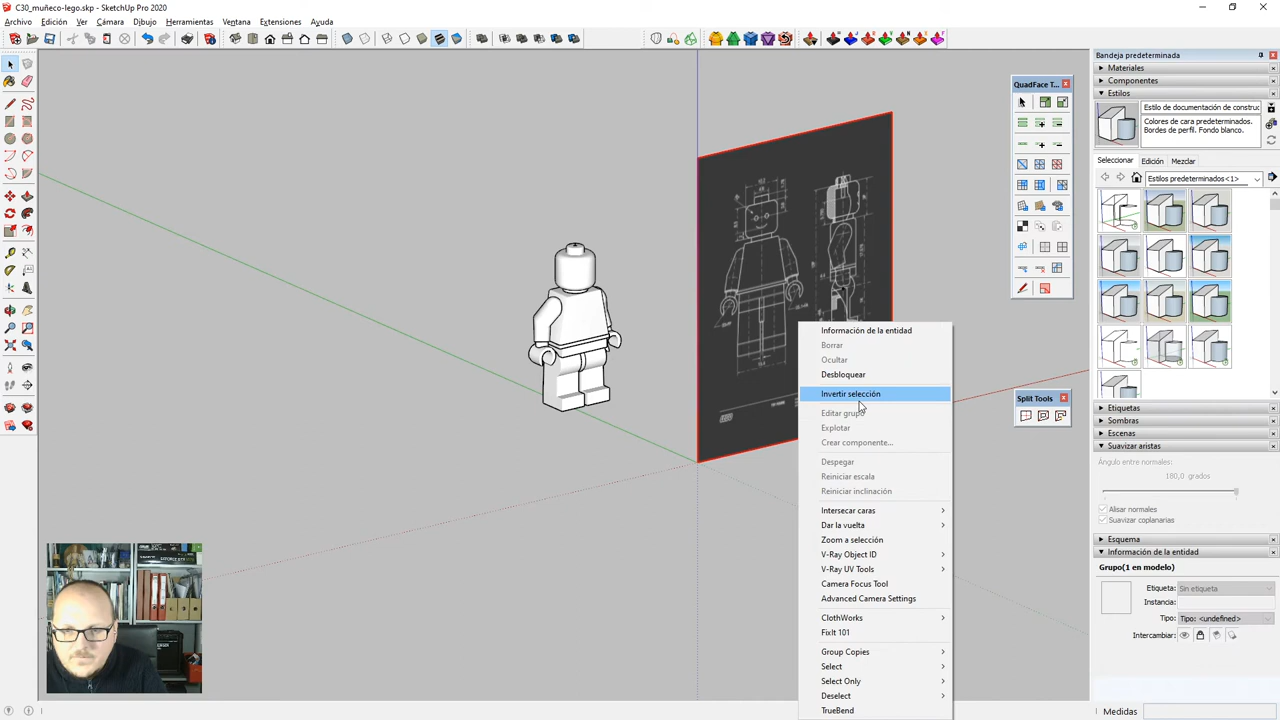 C30_muñeco-lego.skp - SketchUp Pro 2020
Archivo Edición Ver Cámara Dibujo Herramientas Ventana Extensiones Ayuda
Bandeja predeterminada
Materiales
Componentes
Estilos
Estilo de documentación de construc
Colores de cara predeterminados.
Bordes de perfil. Fondo blanco.
Seleccionar Edición Mezclar
Estilos predeterminados<1>
Etiquetas
Sombras
Escenas
Suavizar aristas
Ángulo entre normales: 180,0 grados
Alisar normales
Suavizar coplanarias
Esquema
Información de la entidad
Grupo(1 en modelo)
Etiqueta: Sin etiqueta
Instancia:
Tipo: Tipo: <undefined>
Intercambiar:
Medidas
QuadFace T...
Split Tools
Información de la entidad
Borrar
Ocultar
Desbloquear
Invertir selección
Editar grupo
Explotar
Crear componente...
Despegar
Reiniciar escala
Reiniciar inclinación
Intersecar caras
Dar la vuelta
Zoom a selección
V-Ray Object ID
V-Ray UV Tools
Camera Focus Tool
Advanced Camera Settings
ClothWorks
FixIt 101
Group Copies
Select
Select Only
Deselect
TrueBend